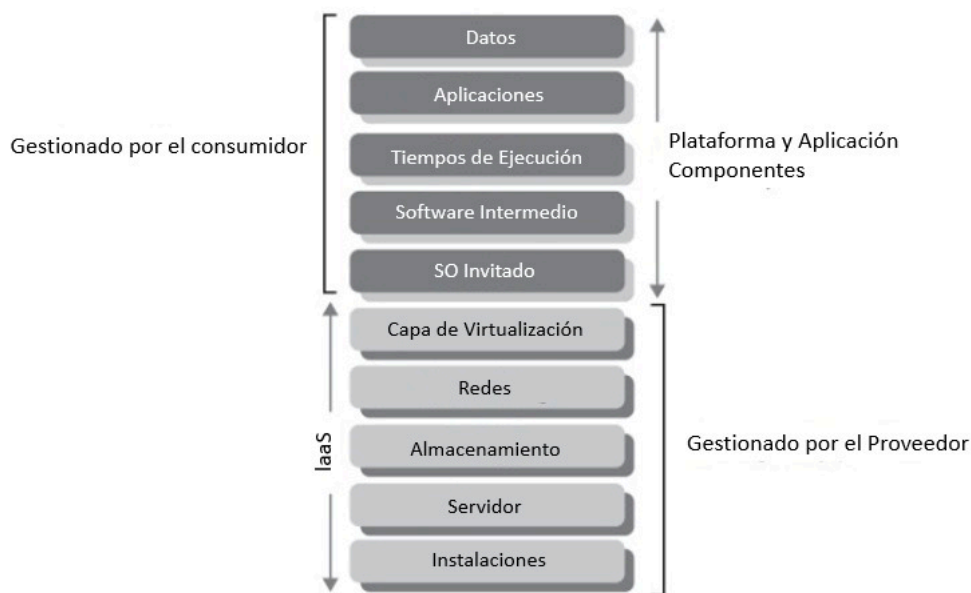 Datos
Aplicaciones
Gestionado por el consumidor
Tiempos de Ejecución
Plataforma y Aplicación
Componentes
Software Intermedio
SO Invitado
Capa de Virtualización
Redes
IaaS
Almacenamiento
Gestionado por el Proveedor
Servidor
Instalaciones